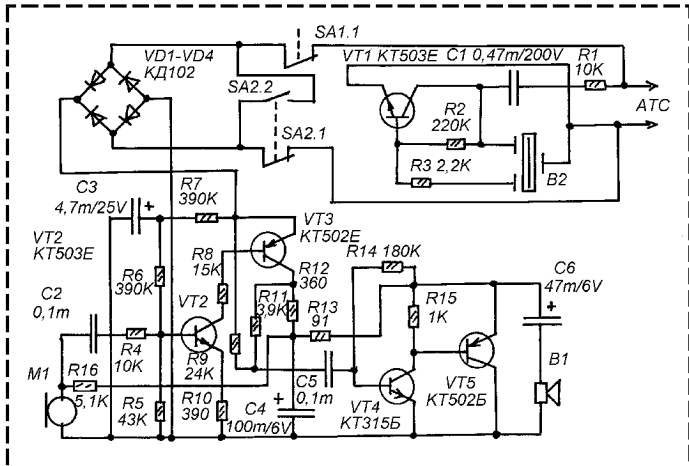 SA1.1
VD1-VD4
КД102
SA2.2
SA2.1
VT1 КТ503Е
C1 0,47m/200V
R1
10K
АТС
R2
220K
R3 2,2K
B2
C3
4,7m/25V
R7
390K
VT2
КТ503Е
R6
390K
R8
15K
VT3
КТ502Е
R12
360
R14 180K
C6
47m/6V
C2
0,1m
VT2
R11
3,9K
R13
91
R15
1K
R4
10K
R9
24K
M1
R16
5,1K
R5
43K
R10
390
C4
100m/6V
C5
0,1m
VT4
КТ315Б
VT5
КТ502Б
B1